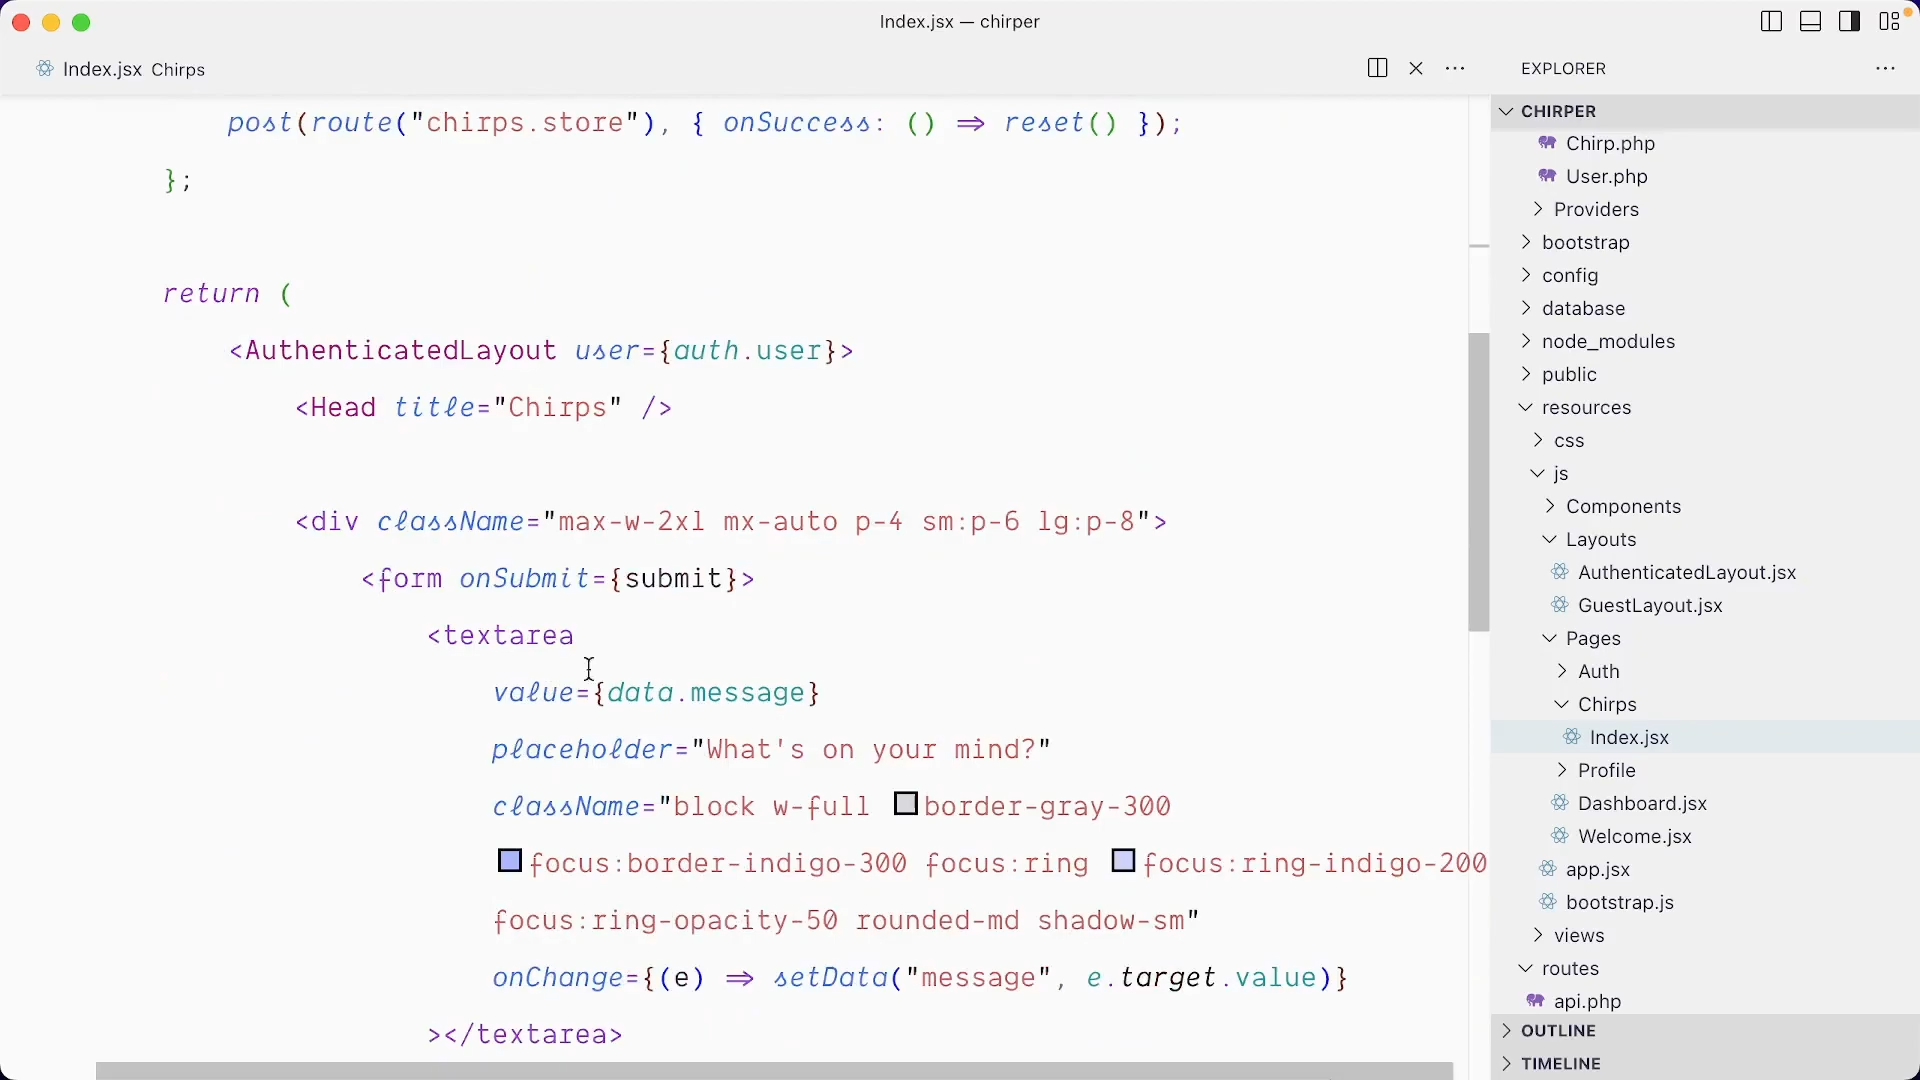 Index.jsx — chirper
Index.jsx Chirps
post(route("chirps.store"), { onSuccess: () => reset() });
};
return (
<AuthenticatedLayout user={auth.user}>
<Head title="Chirps" />
<div className="max-w-2xl mx-auto p-4 sm:p-6 lg:p-8">
<form onSubmit={submit}>
<textarea
value={data.message}
placeholder="What's on your mind?"
className="block w-full border-gray-300
focus:border-indigo-300 focus:ring focus:ring-indigo-200
focus:ring-opacity-50 rounded-md shadow-sm"
onChange={(e) => setData("message", e.target.value)}
></textarea>
EXPLORER
CHIRPER
Chirp.php
User.php
Providers
bootstrap
config
database
node_modules
public
resources
css
js
Components
Layouts
AuthenticatedLayout.jsx
GuestLayout.jsx
Pages
Auth
Chirps
Index.jsx
Profile
Dashboard.jsx
Welcome.jsx
app.jsx
bootstrap.js
views
routes
api.php
OUTLINE
TIMELINE